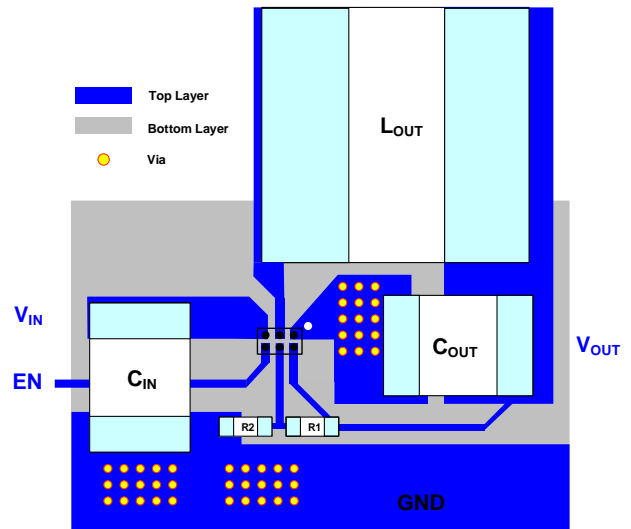 Top Layer
Bottom Layer
Via
LOUT
VIN
EN
CIN
COUT
VOUT
R2
R1
GND